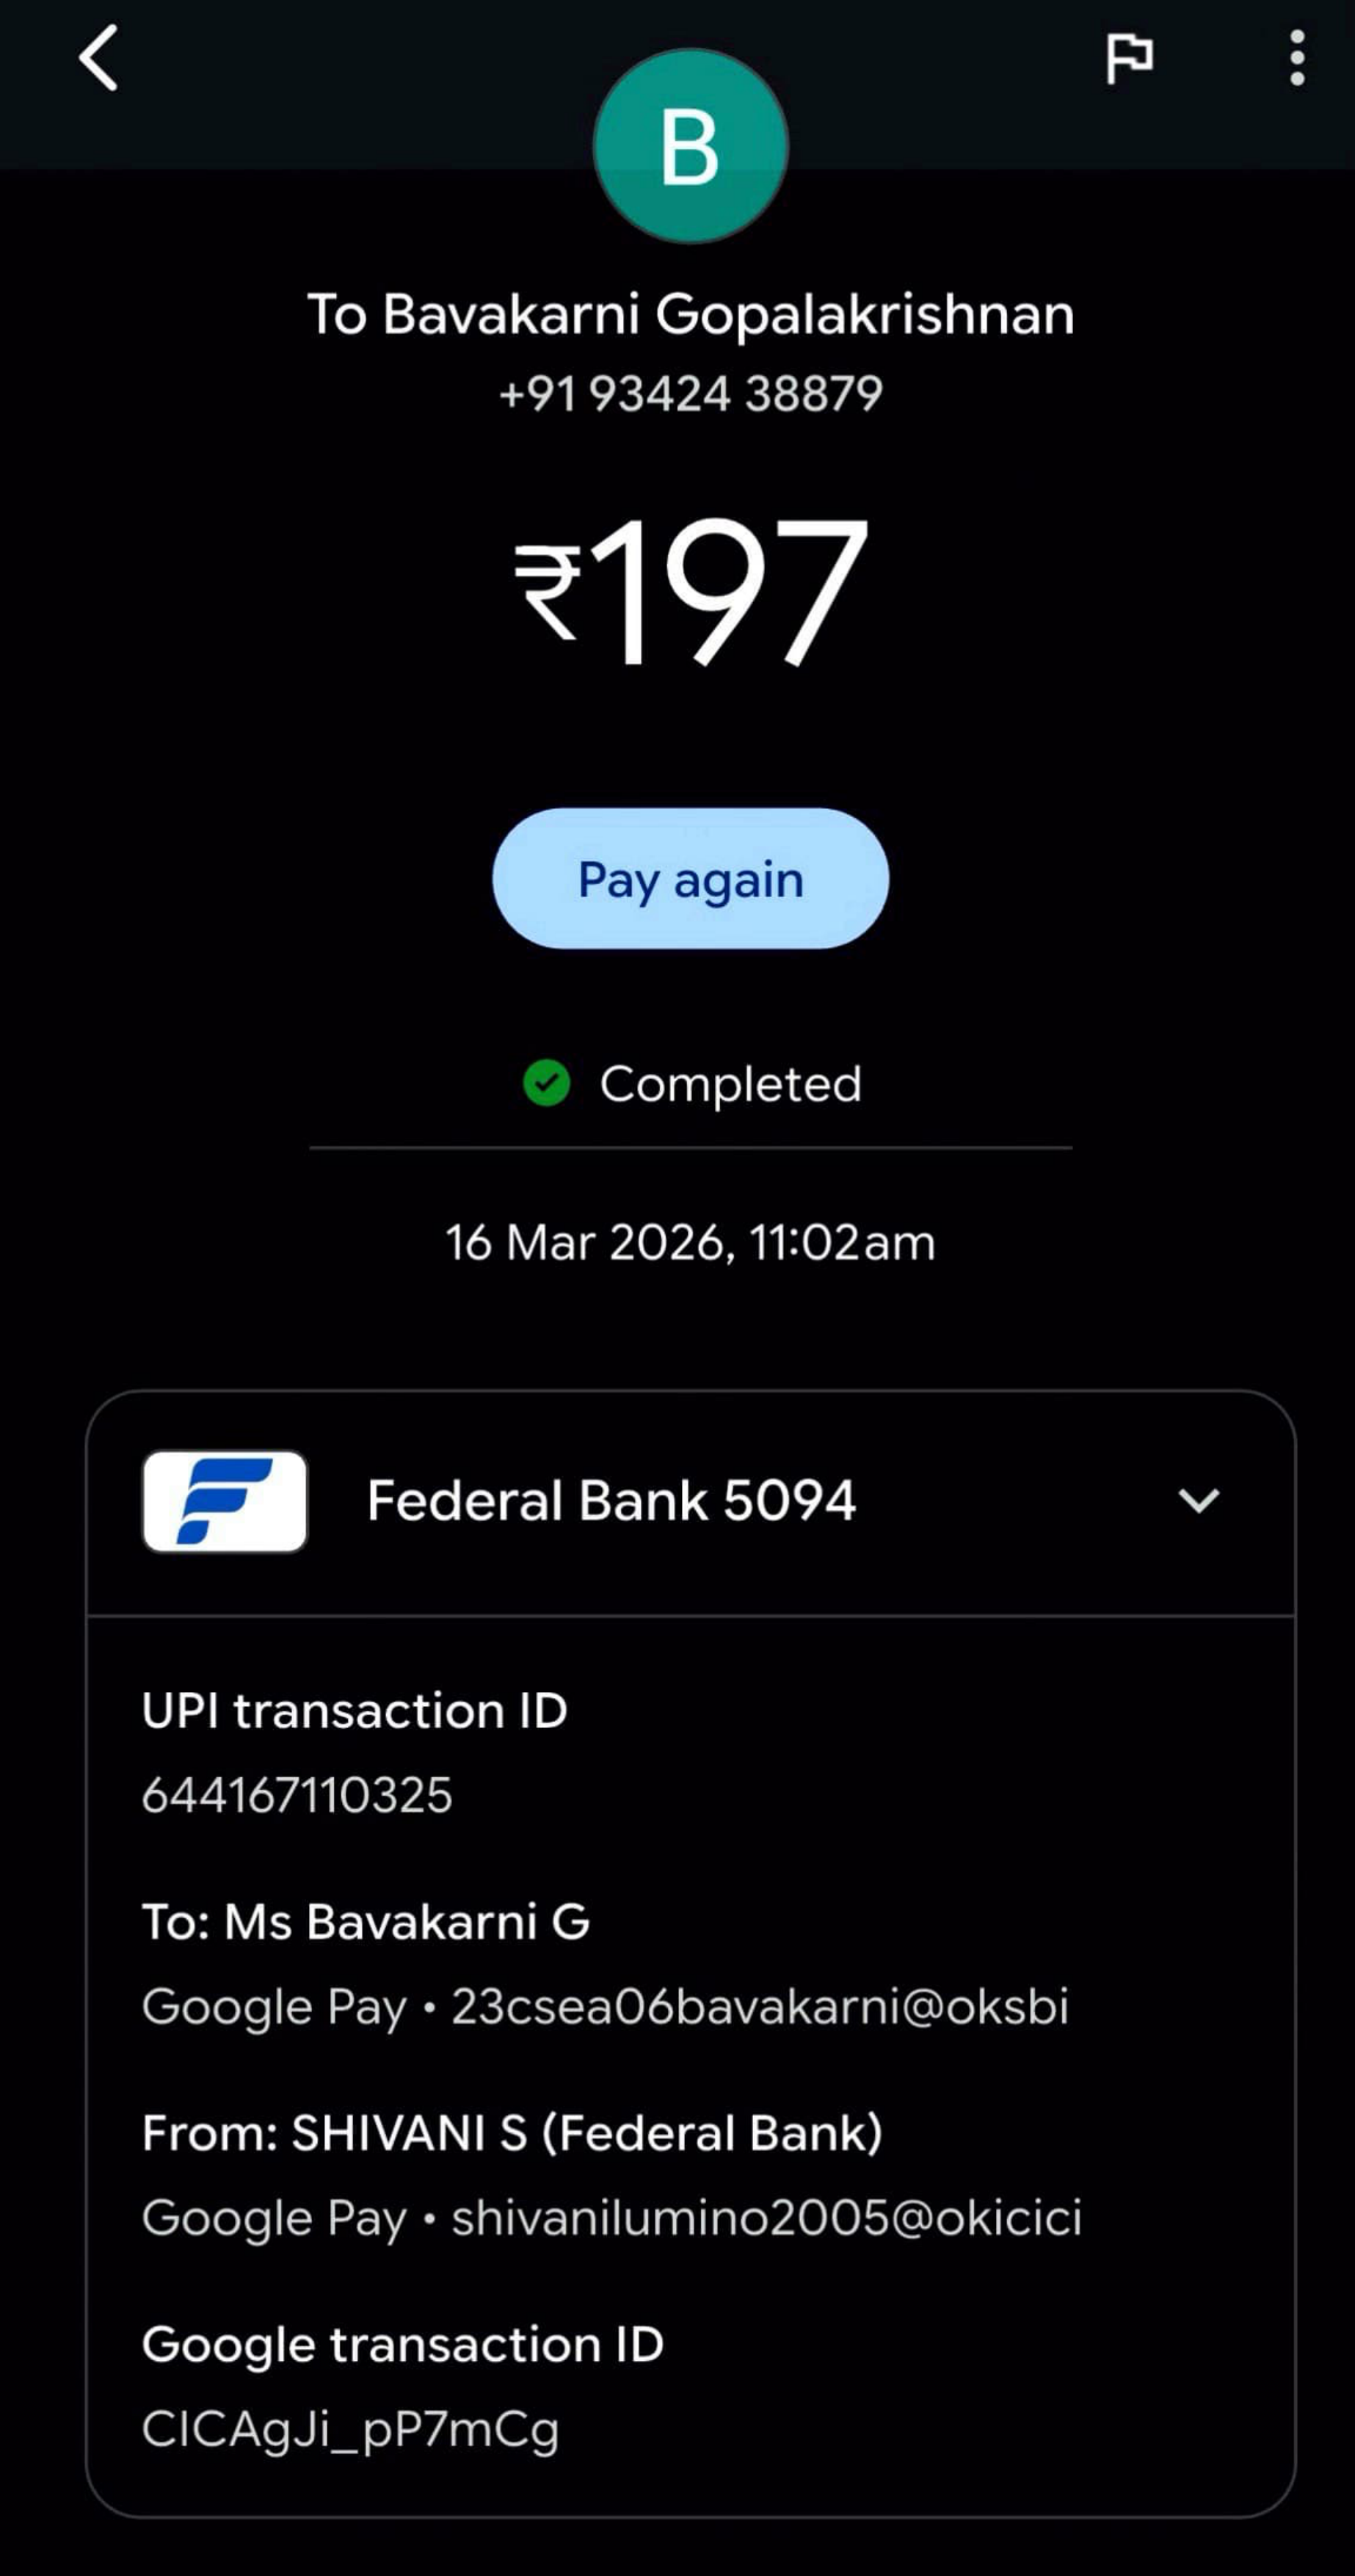 B
To Bavakarni Gopalakrishnan
+91 93424 38879
₹197
Pay again
Completed
16 Mar 2026, 11:02am
Federal Bank 5094
UPI transaction ID
644167110325
To: Ms Bavakarni G
Google Pay • 23csea06bavakarni@oksbi
From: SHIVANI S (Federal Bank)
Google Pay • shivanilumino2005@okicici
Google transaction ID
CICAgJi_pP7mCg